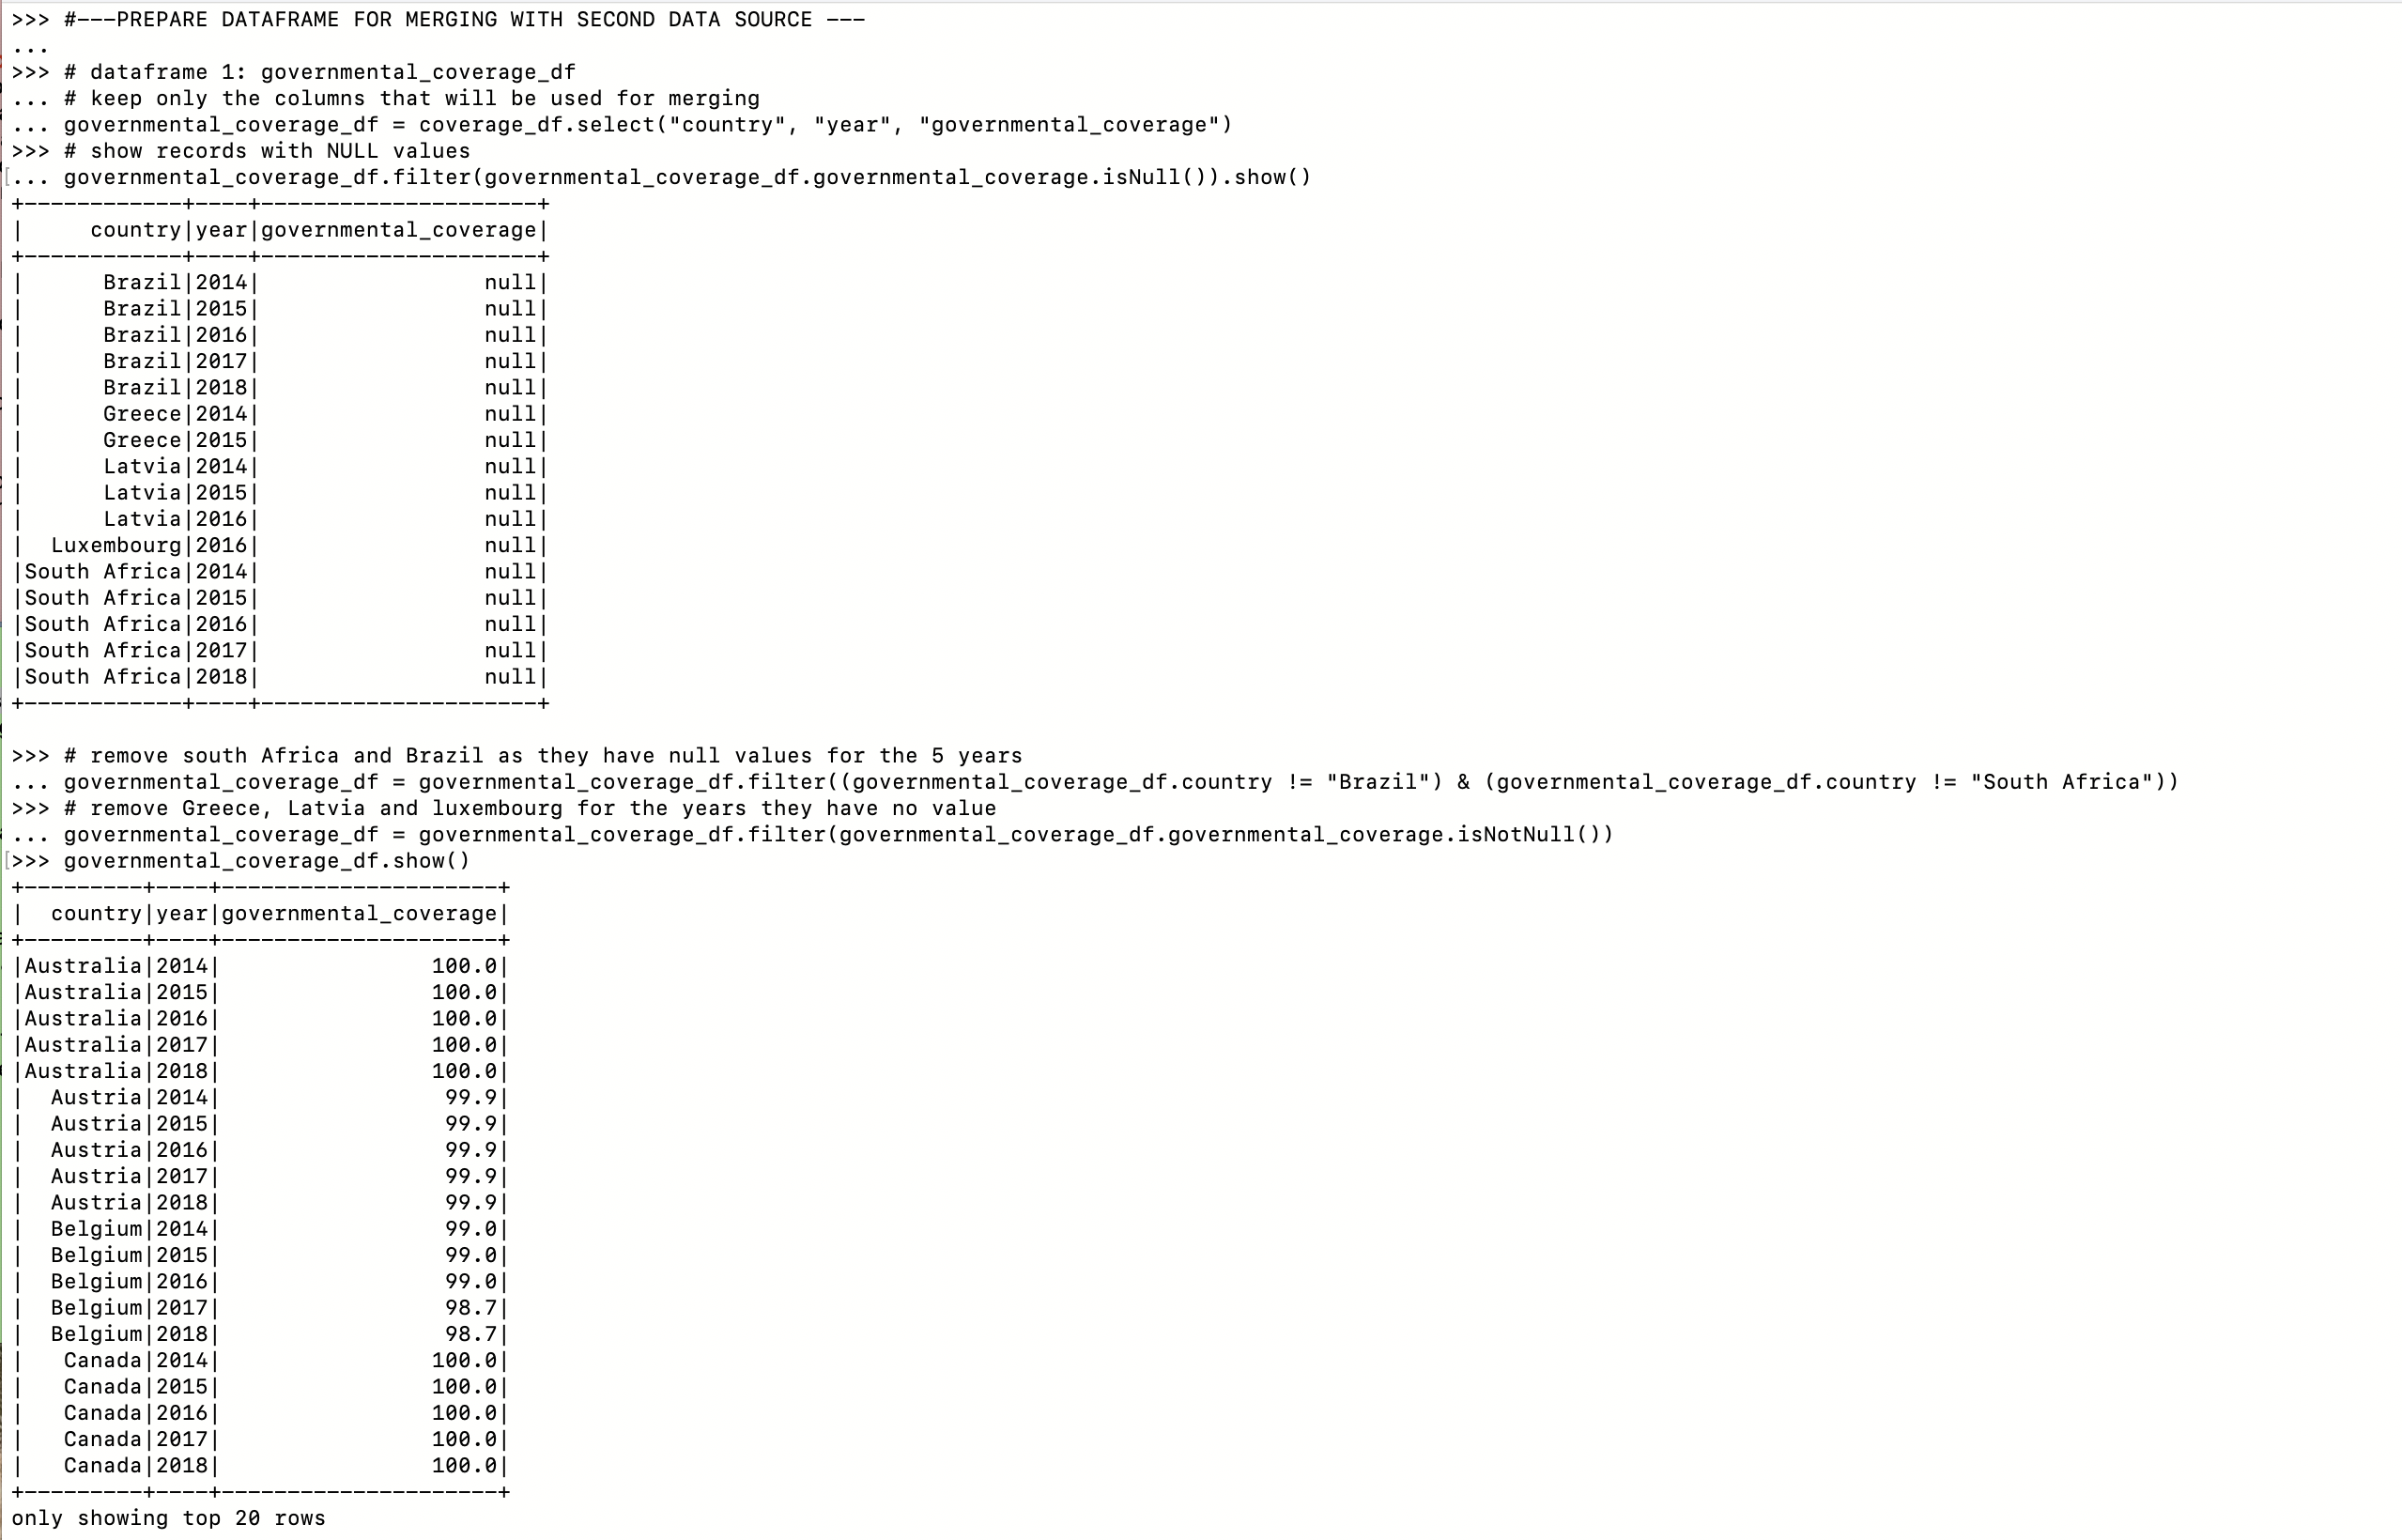 >>> #---PREPARE DATAFRAME FOR MERGING WITH SECOND DATA SOURCE ---
...
>>> # dataframe 1: governmental_coverage_df
... # keep only the columns that will be used for merging
... governmental_coverage_df = coverage_df.select("country", "year", "governmental_coverage")
>>> # show records with NULL values
[... governmental_coverage_df.filter(governmental_coverage_df.governmental_coverage.isNull()).show()
+------------+----+---------------------+
|     country|year|governmental_coverage|
+------------+----+---------------------+
|      Brazil|2014|                 null|
|      Brazil|2015|                 null|
|      Brazil|2016|                 null|
|      Brazil|2017|                 null|
|      Brazil|2018|                 null|
|      Greece|2014|                 null|
|      Greece|2015|                 null|
|      Latvia|2014|                 null|
|      Latvia|2015|                 null|
|      Latvia|2016|                 null|
|  Luxembourg|2016|                 null|
|South Africa|2014|                 null|
|South Africa|2015|                 null|
|South Africa|2016|                 null|
|South Africa|2017|                 null|
|South Africa|2018|                 null|
+------------+----+---------------------+
>>> # remove south Africa and Brazil as they have null values for the 5 years
... governmental_coverage_df = governmental_coverage_df.filter((governmental_coverage_df.country != "Brazil") & (governmental_coverage_df.country != "South Africa"))
>>> # remove Greece, Latvia and luxembourg for the years they have no value
... governmental_coverage_df = governmental_coverage_df.filter(governmental_coverage_df.governmental_coverage.isNotNull())
[>>> governmental_coverage_df.show()
+---------+----+---------------------+
|  country|year|governmental_coverage|
+---------+----+---------------------+
|Australia|2014|                100.0|
|Australia|2015|                100.0|
|Australia|2016|                100.0|
|Australia|2017|                100.0|
|Australia|2018|                100.0|
|  Austria|2014|                 99.9|
|  Austria|2015|                 99.9|
|  Austria|2016|                 99.9|
|  Austria|2017|                 99.9|
|  Austria|2018|                 99.9|
|  Belgium|2014|                 99.0|
|  Belgium|2015|                 99.0|
|  Belgium|2016|                 99.0|
|  Belgium|2017|                 98.7|
|  Belgium|2018|                 98.7|
|   Canada|2014|                100.0|
|   Canada|2015|                100.0|
|   Canada|2016|                100.0|
|   Canada|2017|                100.0|
|   Canada|2018|                100.0|
+---------+----+---------------------+
only showing top 20 rows